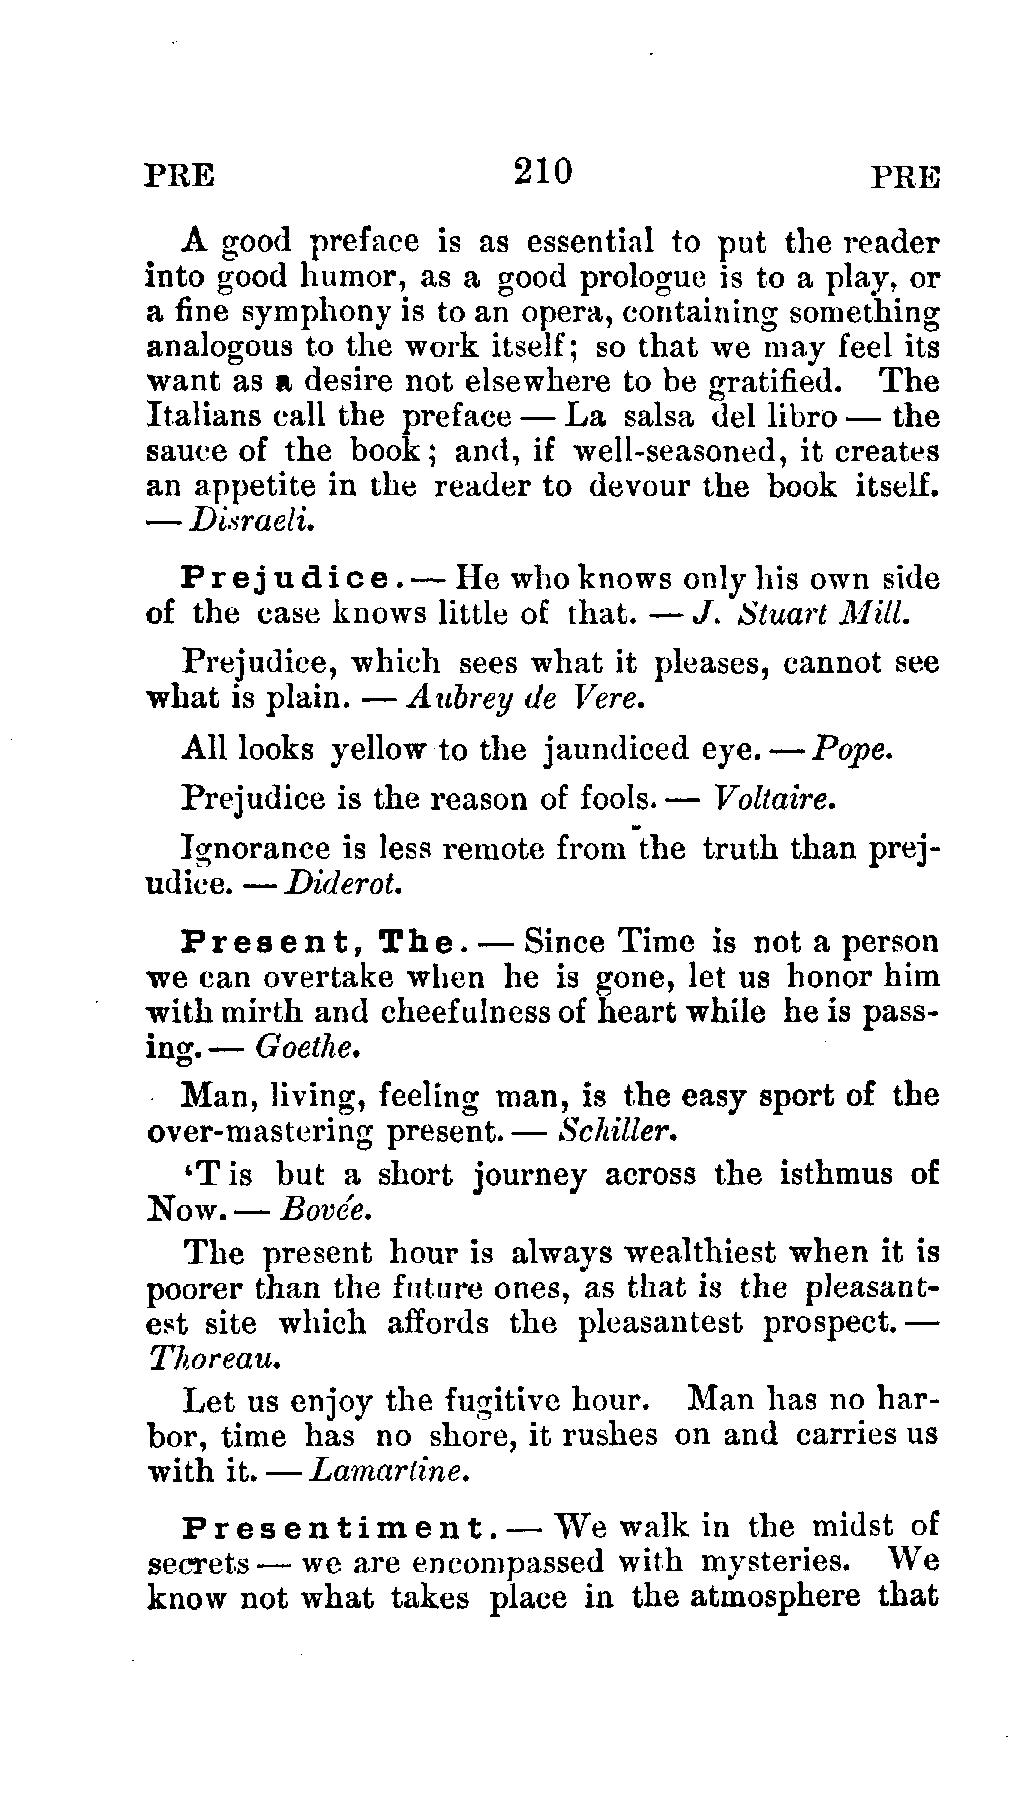 PRE 210 PRE
A good preface is as essential to put the reader
into good humor, as a good prologue is to a play, or
a fine symphony is to an opera, containing something
analogous to the work itself; so that we may feel its
want as a desire not elsewhere to be gratified. The
Italians call the preface — La salsa del libro — the
sauce of the book; and, if well-seasoned, it creates
an appetite in the reader to devour the book itself.
— Disraeli.
Prejudice. — He who knows only his own side
of the case knows little of that. — J. Stuart Mill.
Prejudice, which sees what it pleases, cannot see
what is plain. — Aubrey de Vere.
All looks yellow to the jaundiced eye. — Pope.
Prejudice is the reason of fools. — Voltaire.
Ignorance is less remote from the truth than prej-
udice. — Diderot.
Present, The. — Since Time is not a person
we can overtake when he is gone, let us honor him
with mirth and cheefulness of heart while he is pass-
ing. — Goethe.
Man, living, feeling man, is the easy sport of the
over-mastering present. — Schiller.
'T is but a short journey across the isthmus of
Now. — Bovée.
The present hour is always wealthiest when it is
poorer than the future ones, as that is the pleasant-
est site which affords the pleasantest prospect. —
Thoreau.
Let us enjoy the fugitive hour. Man has no har-
bor, time has no shore, it rushes on and carries us
with it. — Lamartine.
Presentiment. — We walk in the midst of
secrets — we are encompassed with mysteries. We
know not what takes place in the atmosphere that